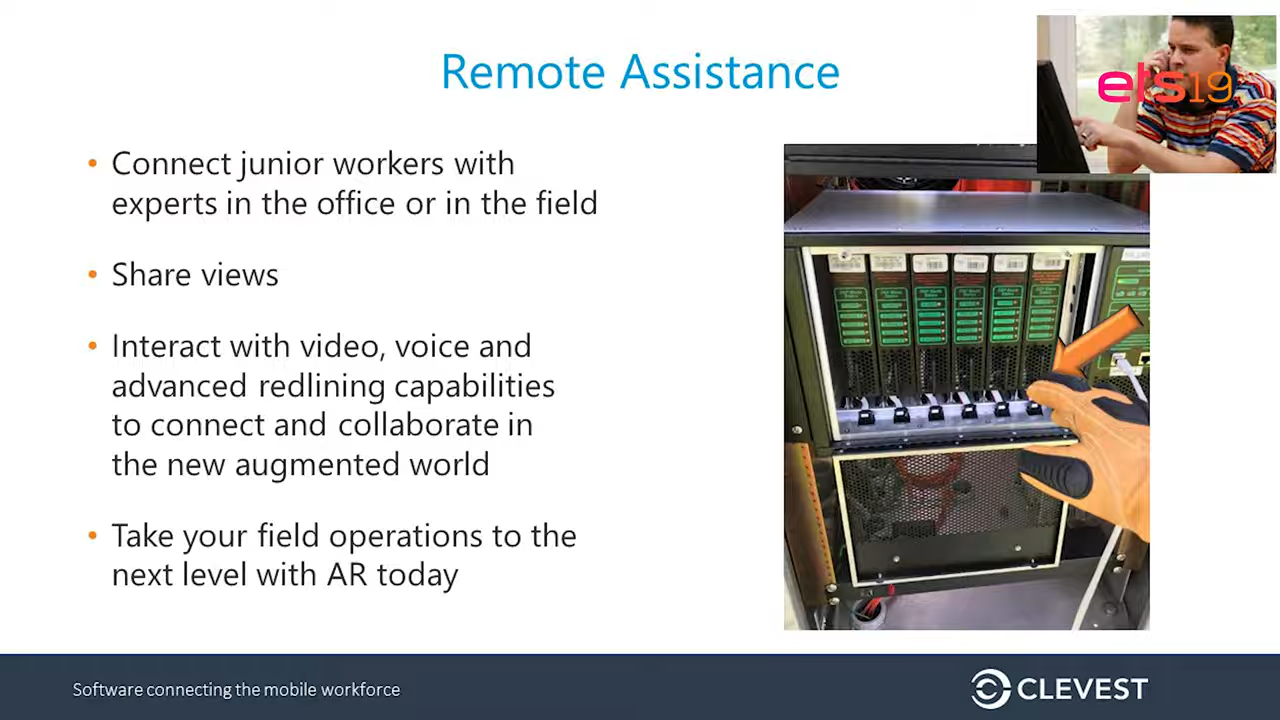 Remote Assistance
ets19
• Connect junior workers with
experts in the office or in the field
• Share views
• Interact with video, voice and
advanced redlining capabilities
to connect and collaborate in
the new augmented world
• Take your field operations to the
next level with AR today
Software connecting the mobile workforce
CLEVEST